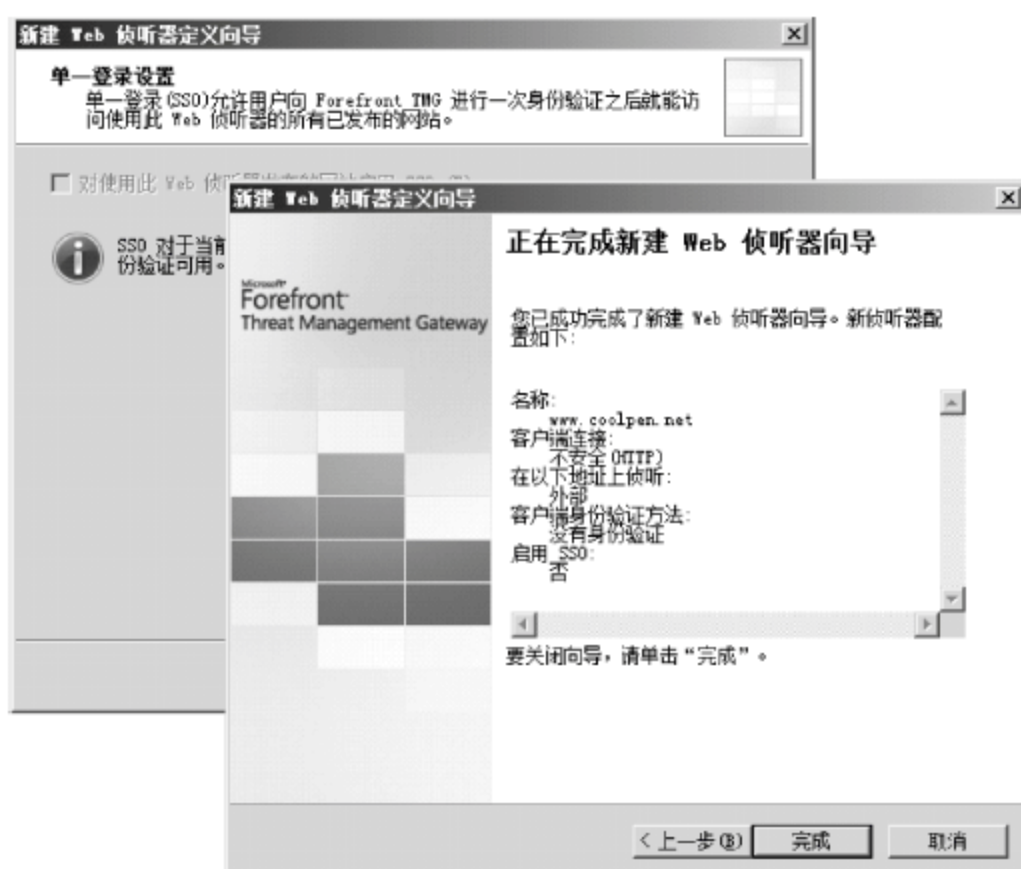 新建 Web 侦听器定义向导
单一登录设置
单一登录(SSO)允许用户向 Forefront TMG 进行一次身份验证之后就能访
问使用此 Web 侦听器的所有已发布的网站。
对使用此 Web 侦
SSO 对于当前
份验证可用。
新建 Web 侦听器定义向导
Microsoft
Forefront
Threat Management Gateway
正在完成新建 Web 侦听器向导
您已成功完成了新建 Web 侦听器向导。新侦听器配
置如下:
名称:
www.coolpen.net
客户端连接:
不安全(HTTP)
在以下地址上侦听:
外部
客户端身份验证方法:
没有身份验证
启用 SSO:
否
要关闭向导，请单击“完成”。
<上一步(B)
完成
取消